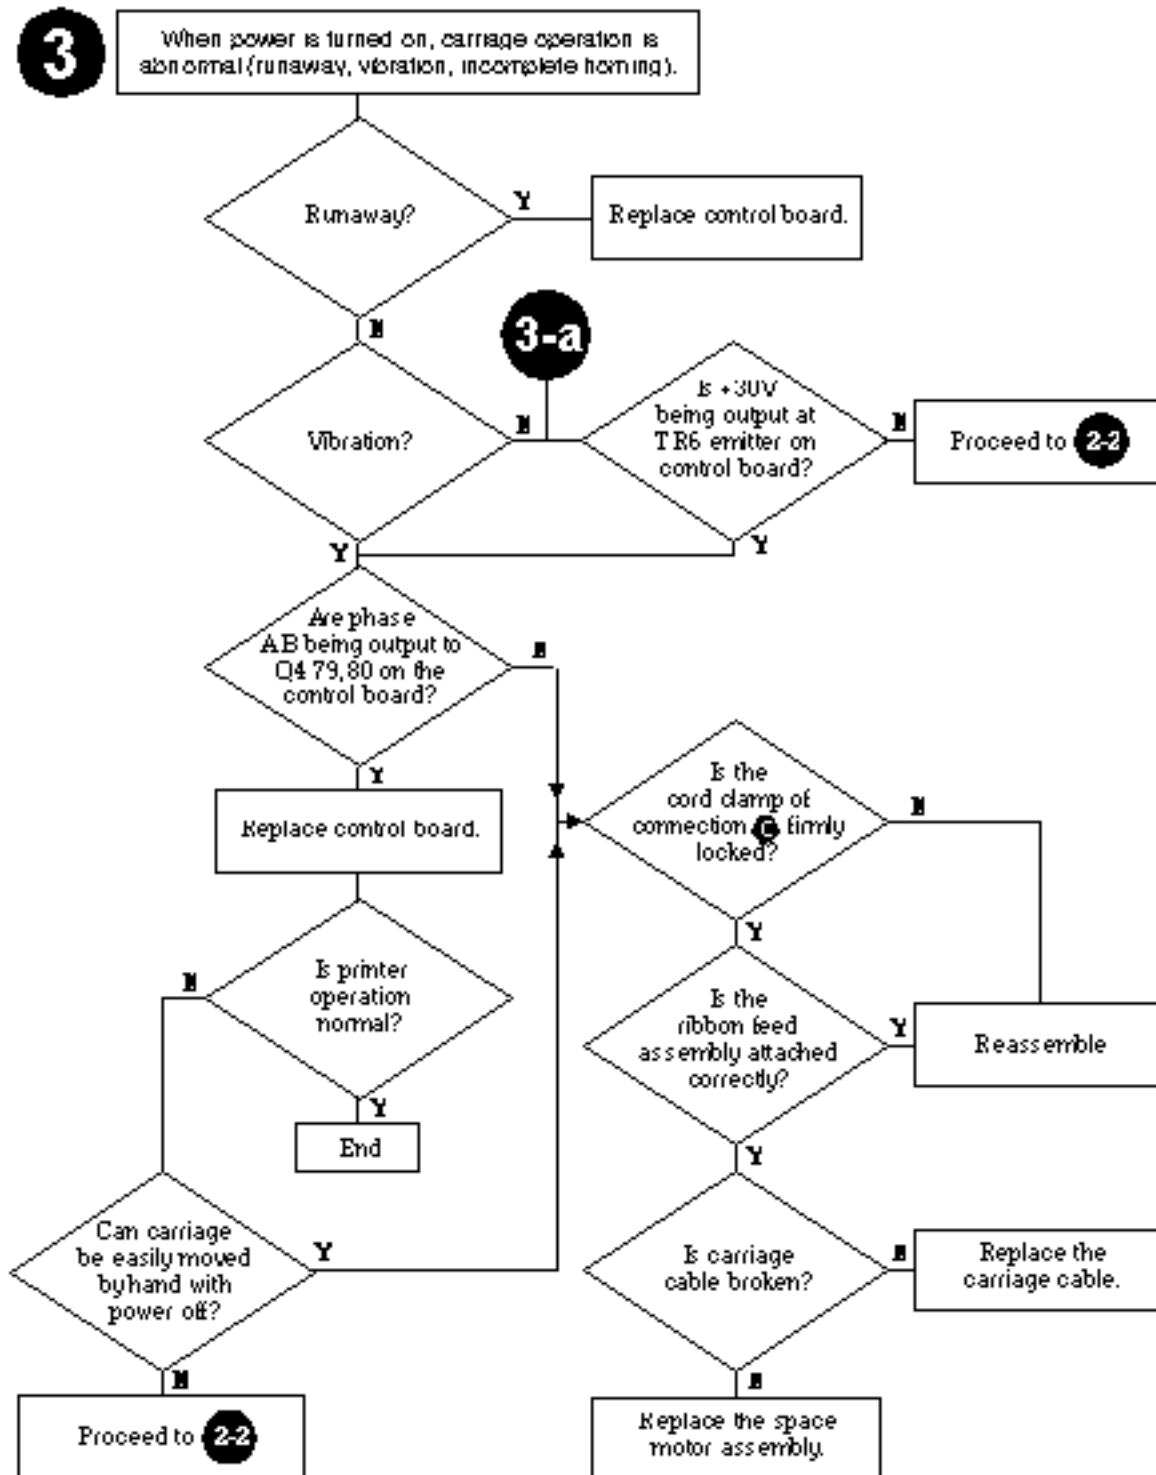 3
When power is turned on, carriage operation is
abnormal (runaway, vibration, incomplete homing).
Runaway?
Y
Replace control board.
N
3-a
Vibration?
N
Is +30V
being output at
TR6 emitter on
control board?
N
Proceed to 2-2
Y
Y
Are phase
AB being output to
Q4 79,80 on the
control board?
N
Y
Replace control board.
Is the
cord clamp of
connection C firmly
locked?
N
Y
Is printer
operation
normal?
N
Y
End
Is the
ribbon feed
assembly attached
correctly?
Y
Reassemble
Y
Can carriage
be easily moved
by hand with
power off?
Y
N
Proceed to 2-2
Is carriage
cable broken?
N
Replace the
carriage cable.
N
Replace the space
motor assembly.